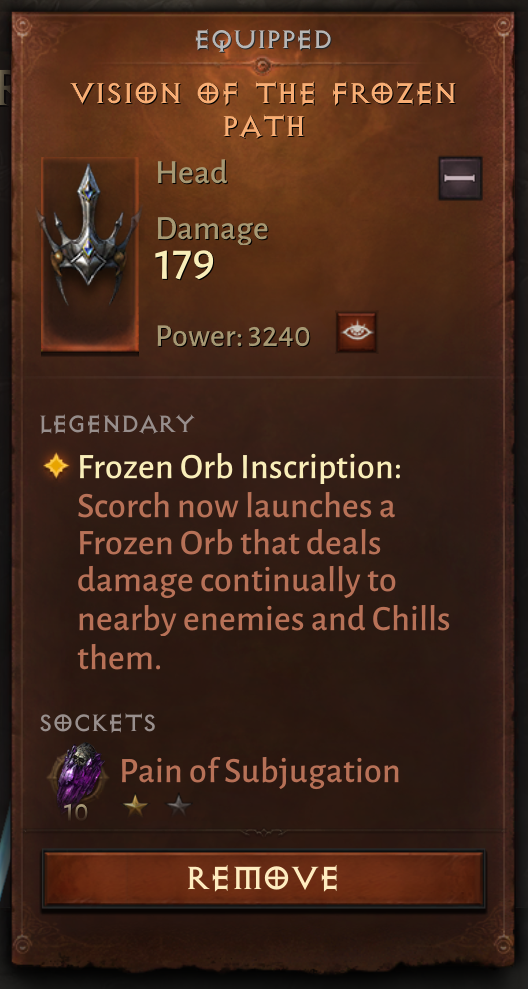 EQUIPPED
VISION OF THE FROZEN
PATH
Head
Damage
179
Power: 3240
LEGENDARY
Frozen Orb Inscription:
Scorch now launches a
Frozen Orb that deals
damage continually to
nearby enemies and Chills
them.
SOCKETS
Pain of Subjugation
10
REMOVE